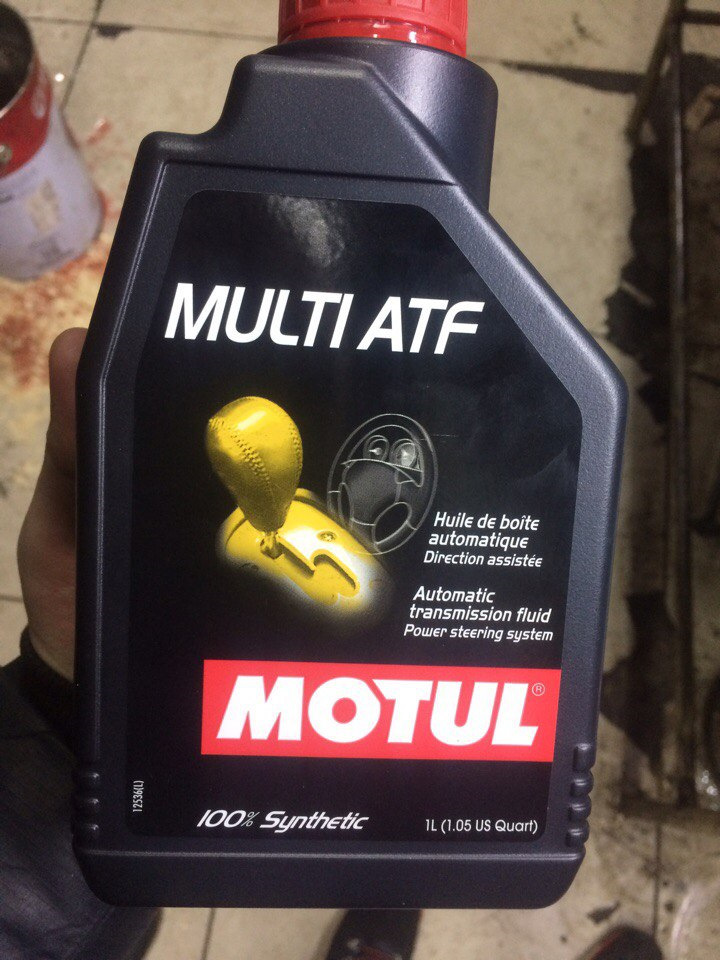 MULTI ATF
Huile de boîte
automatique
Direction assistée
Automatic
transmission fluid
Power steering system
MOTUL®
12536(L)
100% Synthetic
1L (1.05 US Quart)